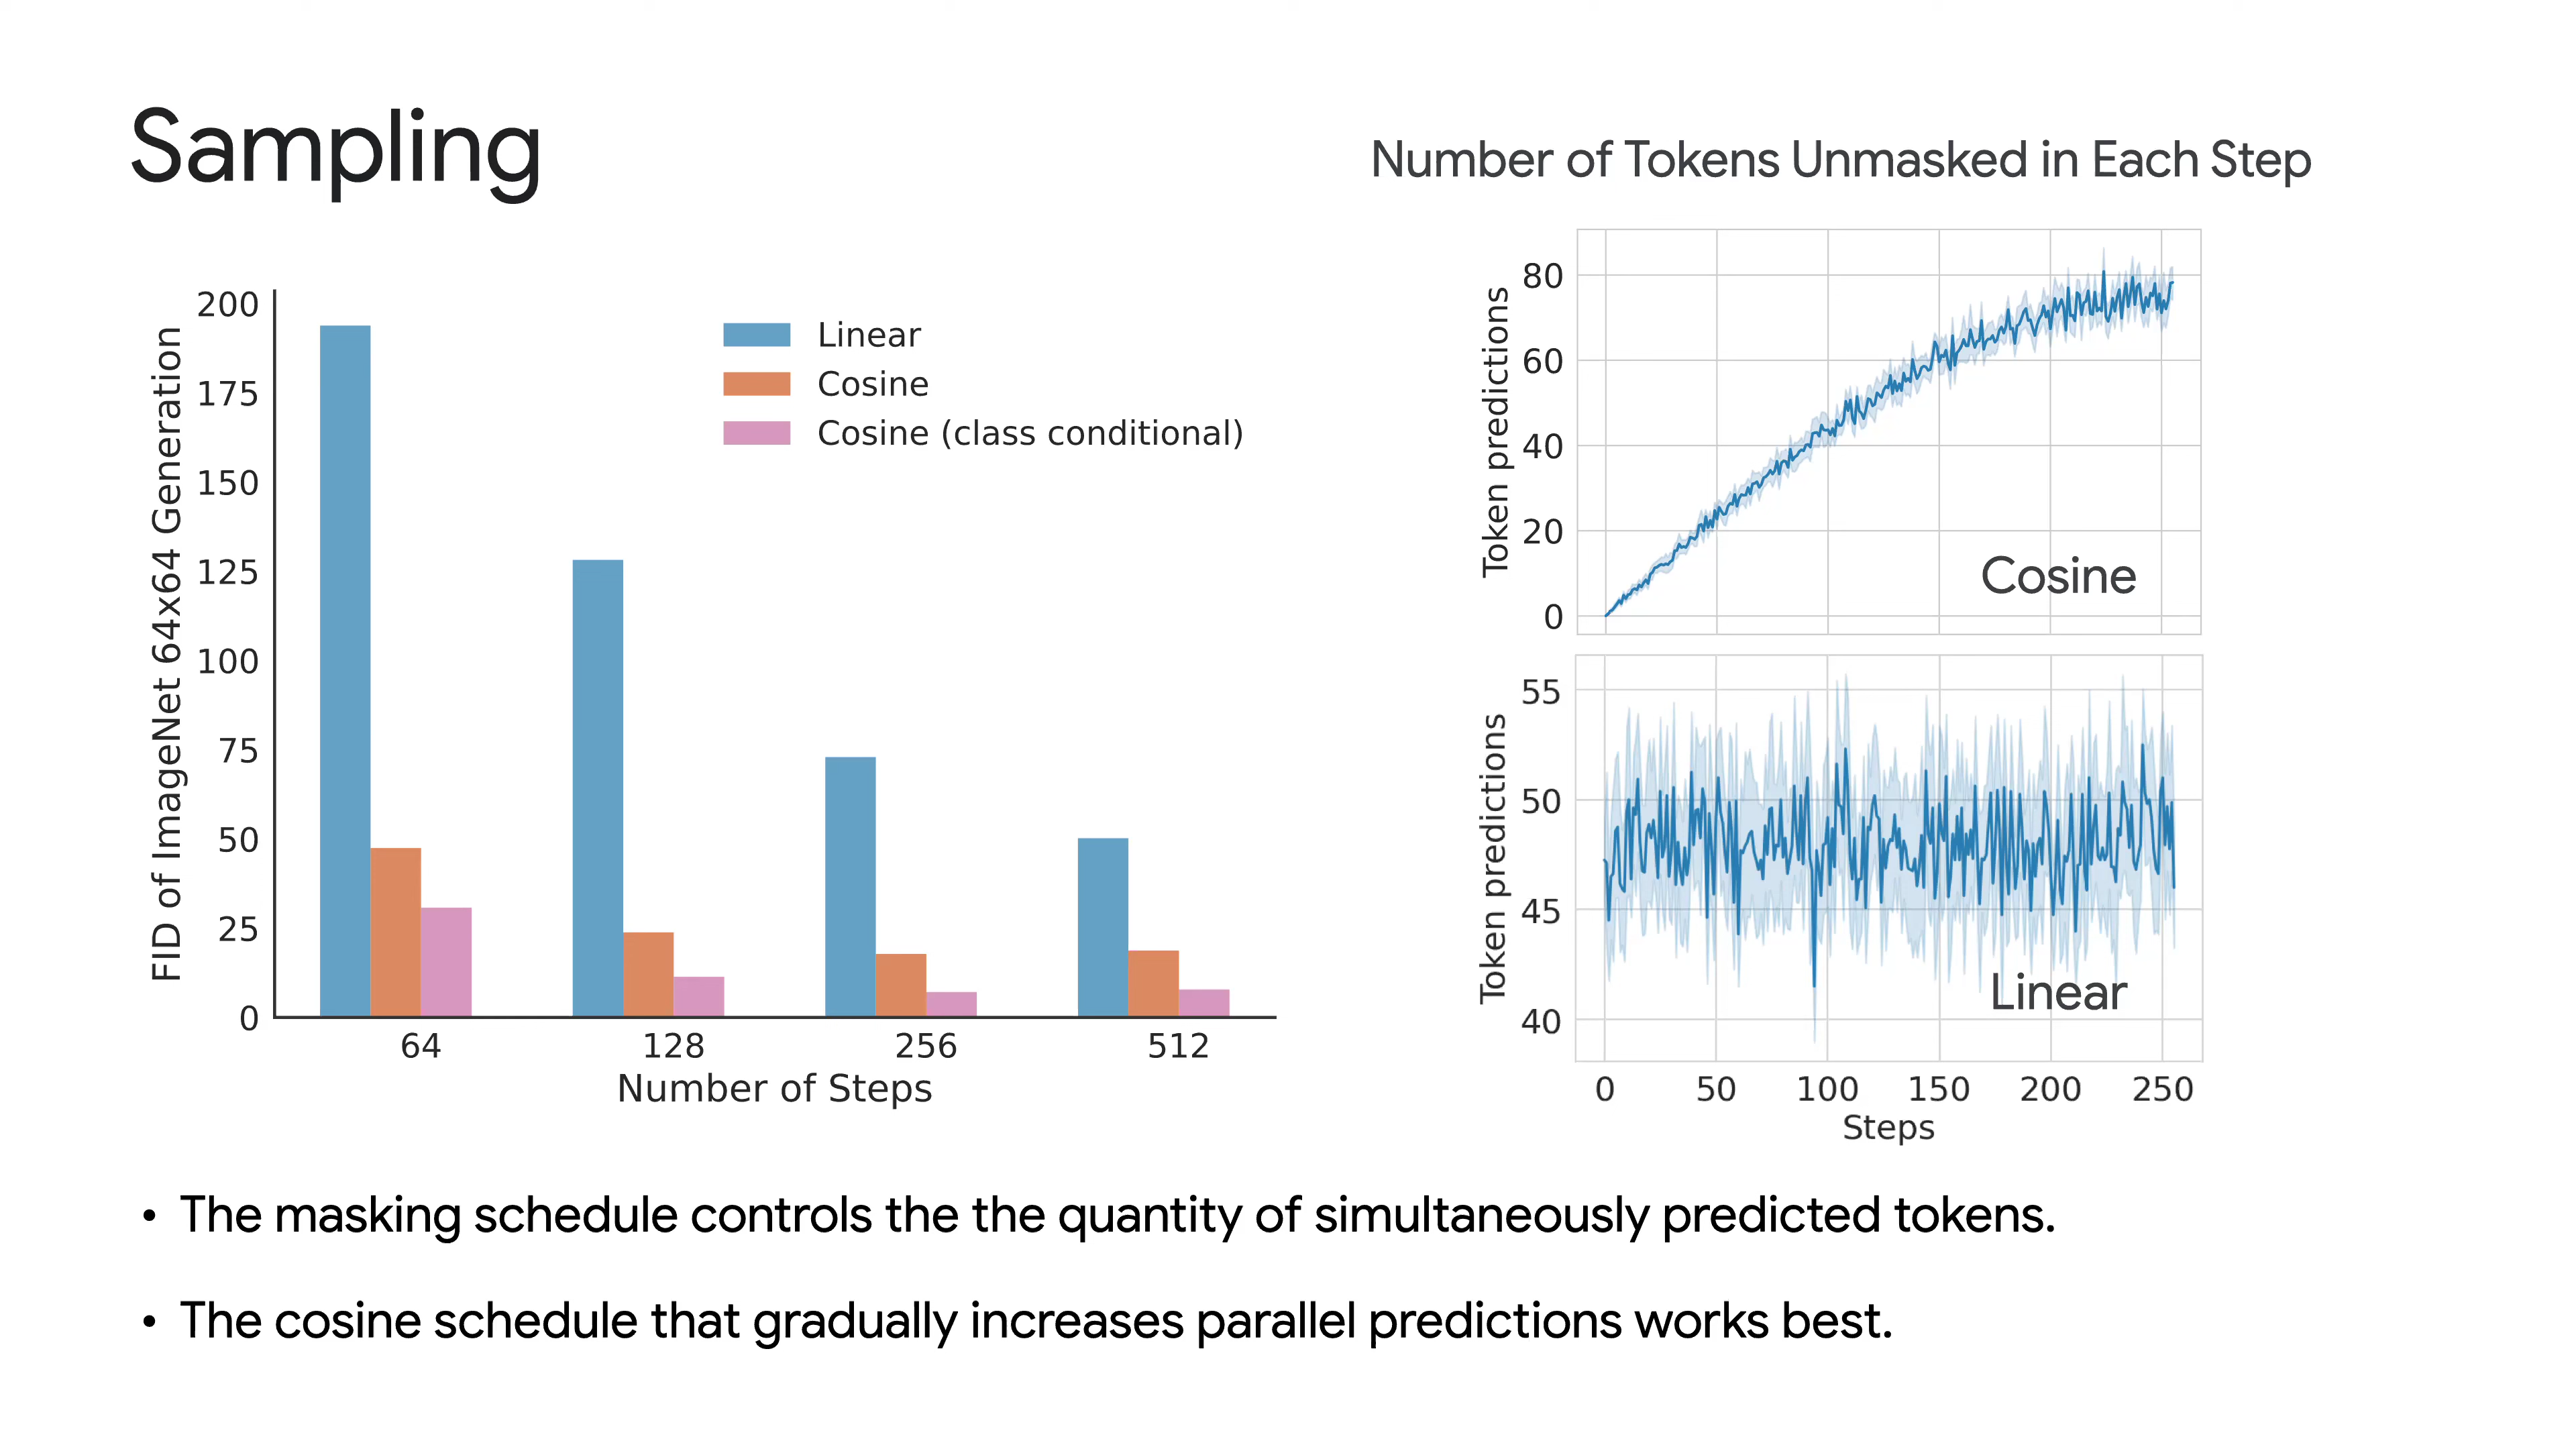 Sampling
Number of Tokens Unmasked in Each Step
FID of ImageNet 64x64 Generation
200
175
150
125
100
75
50
25
0
Linear
Cosine
Cosine (class conditional)
64 128 256 512
Number of Steps
Token predictions
80
60
40
20
0
Cosine
Token predictions
55
50
45
40
Linear
0 50 100 150 200 250
Steps
• The masking schedule controls the the quantity of simultaneously predicted tokens.
• The cosine schedule that gradually increases parallel predictions works best.